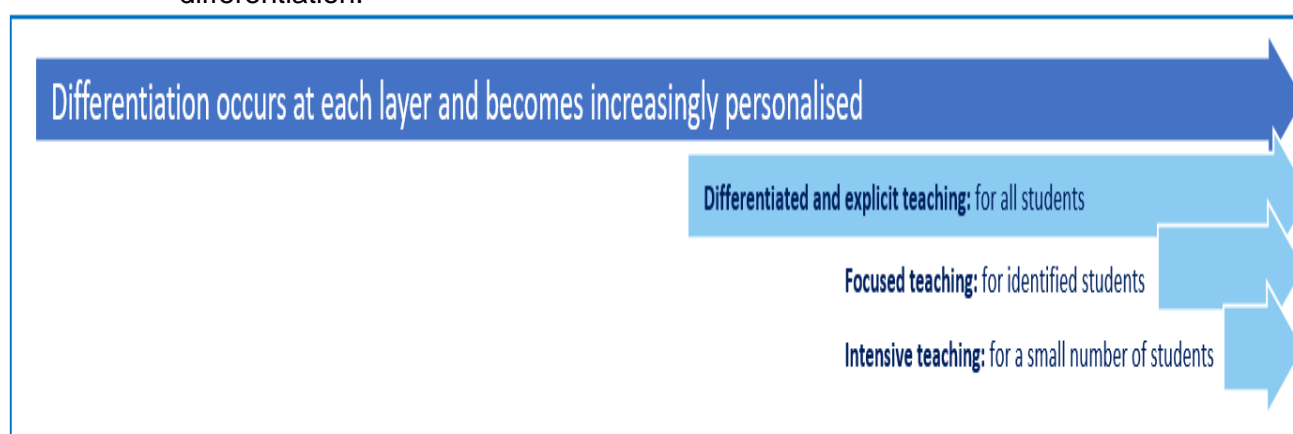 differentiation.
Differentiation occurs at each layer and becomes increasingly personalised
Differentiated and explicit teaching: for all students
Focused teaching: for identified students
Intensive teaching: for a small number of students